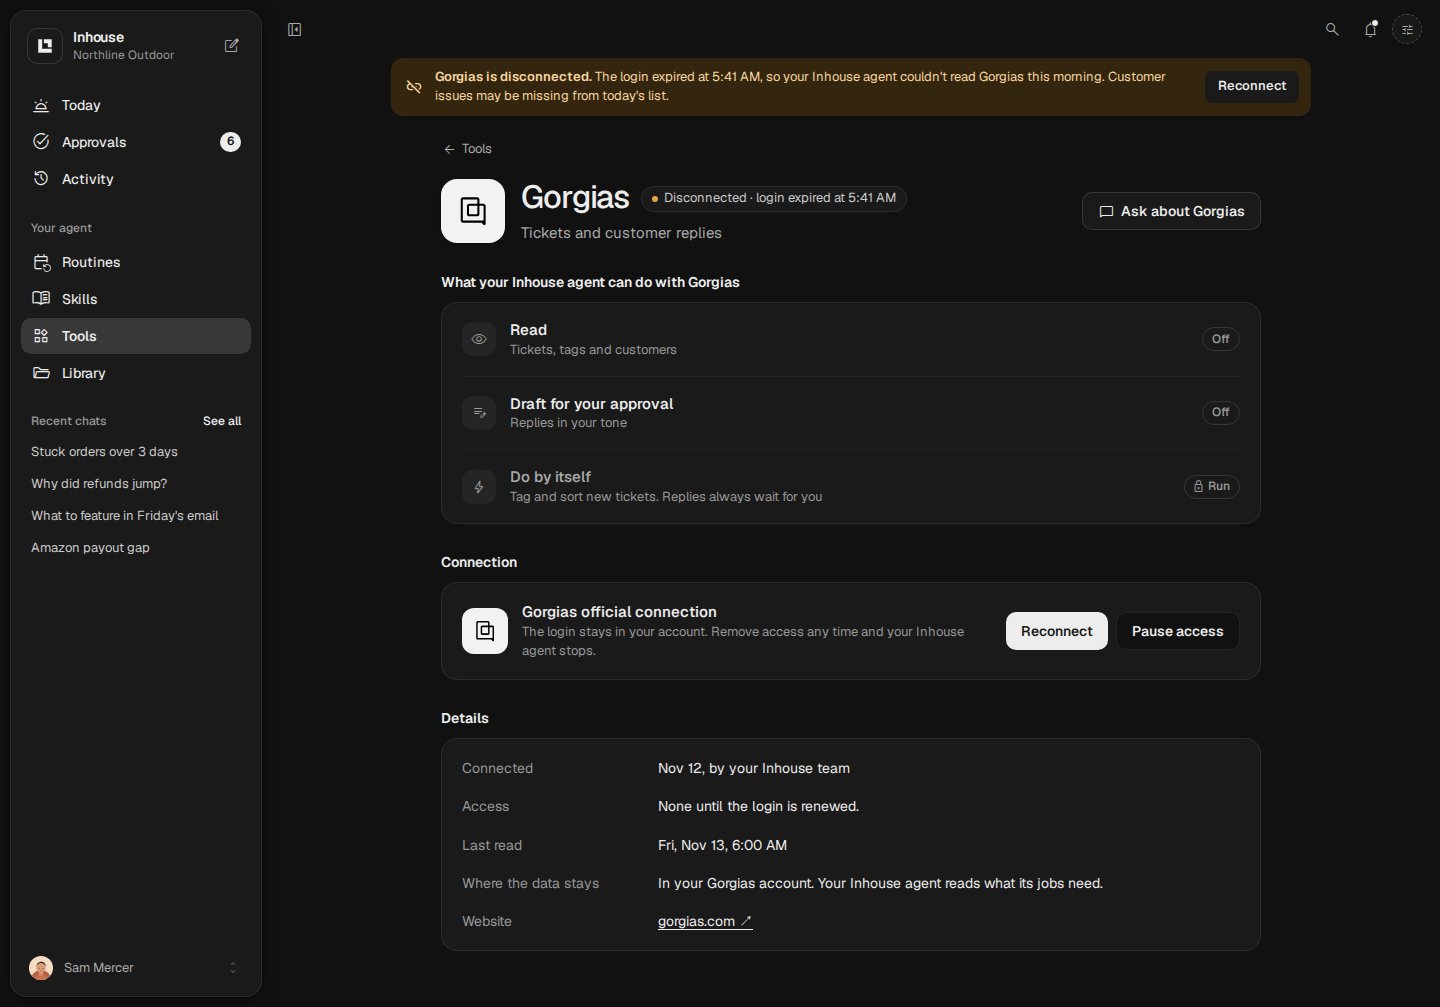 Inhouse
Northline Outdoor
Today
Approvals
6
Activity
Your agent
Routines
Skills
Tools
Library
Recent chats
See all
Stuck orders over 3 days
Why did refunds jump?
What to feature in Friday's email
Amazon payout gap
Sam Mercer
Gorgias is disconnected. The login expired at 5:41 AM, so your Inhouse agent couldn't read Gorgias this morning. Customer
issues may be missing from today's list.
Reconnect
← Tools
Gorgias
Disconnected · login expired at 5:41 AM
Tickets and customer replies
Ask about Gorgias
What your Inhouse agent can do with Gorgias
Read
Tickets, tags and customers
Off
Draft for your approval
Replies in your tone
Off
Do by itself
Tag and sort new tickets. Replies always wait for you
Run
Connection
Gorgias official connection
The login stays in your account. Remove access any time and your Inhouse
agent stops.
Reconnect
Pause access
Details
Connected
Nov 12, by your Inhouse team
Access
None until the login is renewed.
Last read
Fri, Nov 13, 6:00 AM
Where the data stays
In your Gorgias account. Your Inhouse agent reads what its jobs need.
Website
gorgias.com ↗